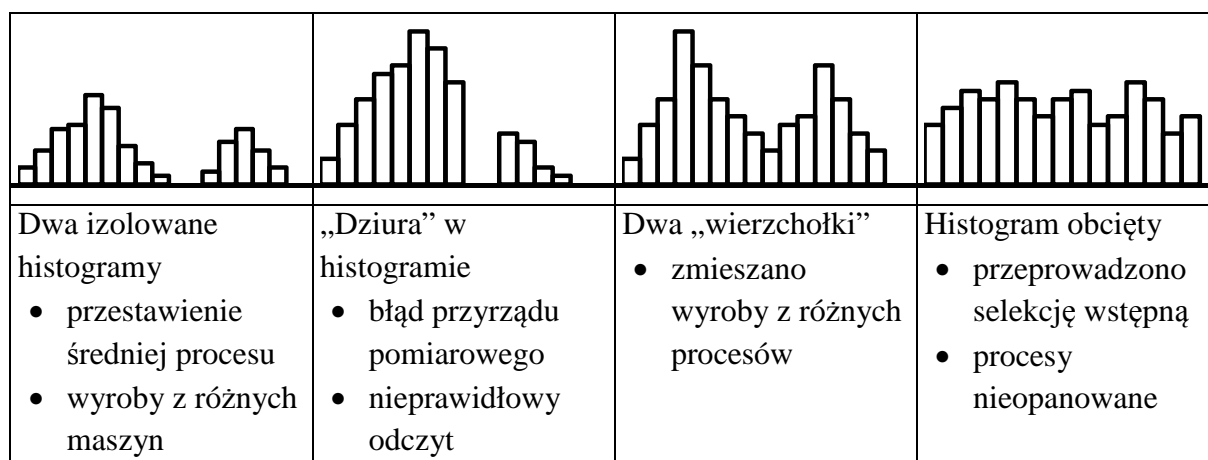 Dwa izolowane
histogramy
• przestawienie
średniej procesu
• wyroby z różnych
maszyn
„Dziura” w
histogramie
• błąd przyrządu
pomiarowego
• nieprawidłowy
odczyt
Dwa „wierzchołki”
• zmieszano
wyroby z różnych
procesów
Histogram obcięty
• przeprowadzono
selekcję wstępną
• procesy
nieopanowane